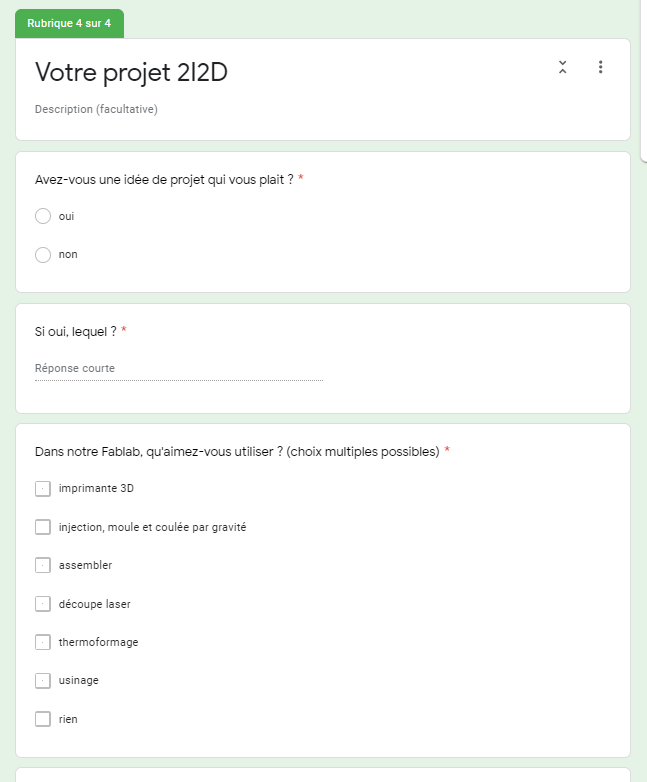 Rubrique 4 sur 4
Votre projet 2I2D
Description (facultative)
Avez-vous une idée de projet qui vous plait ? *
oui
non
Si oui, lequel ? *
Réponse courte
Dans notre Fablab, qu'aimez-vous utiliser ? (choix multiples possibles) *
imprimante 3D
injection, moule et coulée par gravité
assembler
découpe laser
thermoformage
usinage
rien